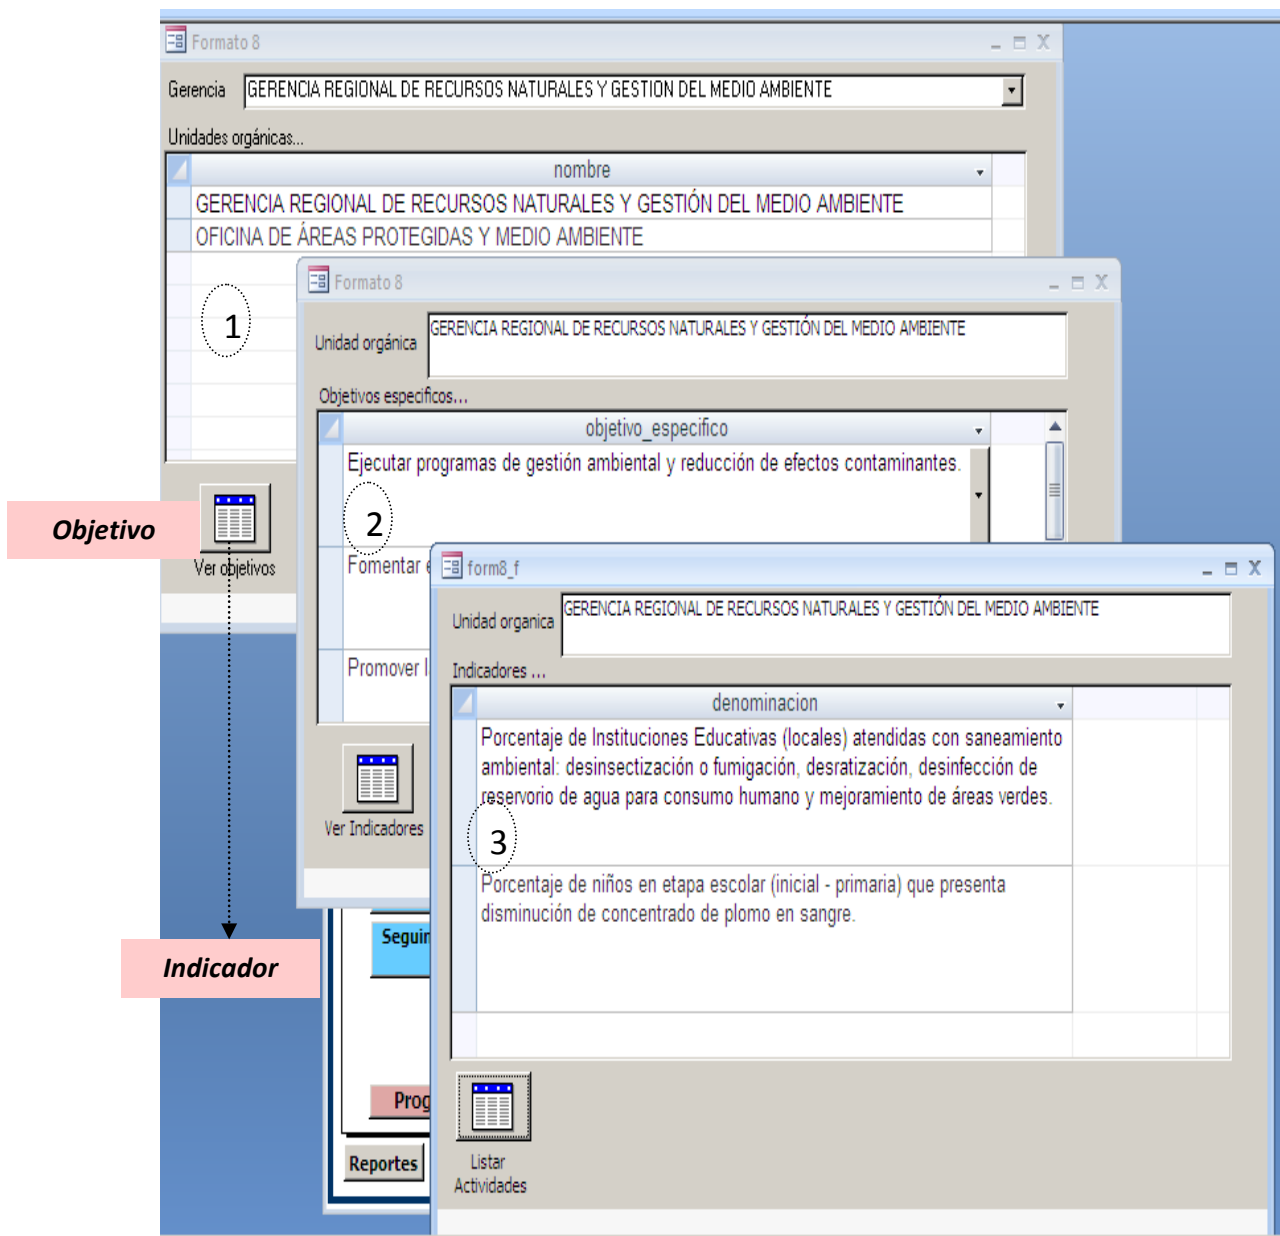 Formato 8
Gerencia
GERENCIA REGIONAL DE RECURSOS NATURALES Y GESTION DEL MEDIO AMBIENTE
Unidades orgánicas...
nombre
GERENCIA REGIONAL DE RECURSOS NATURALES Y GESTIÓN DEL MEDIO AMBIENTE
OFICINA DE ÁREAS PROTEGIDAS Y MEDIO AMBIENTE
1
Objetivo
Ver objetivos
Formato 8
Unidad orgánica
GERENCIA REGIONAL DE RECURSOS NATURALES Y GESTIÓN DEL MEDIO AMBIENTE
Objetivos especificos...
objetivo_especifico
Ejecutar programas de gestión ambiental y reducción de efectos contaminantes.
2
Fomentar
Promover
Ver Indicadores
form8_f
Unidad organica
GERENCIA REGIONAL DE RECURSOS NATURALES Y GESTIÓN DEL MEDIO AMBIENTE
Indicadores ...
denominacion
Porcentaje de Instituciones Educativas (locales) atendidas con saneamiento
ambiental: desinsectización o fumigación, desratización, desinfección de
reservorio de agua para consumo humano y mejoramiento de áreas verdes.
3
Porcentaje de niños en etapa escolar (inicial - primaria) que presenta
disminución de concentrado de plomo en sangre.
Listar
Actividades
Indicador
Reportes